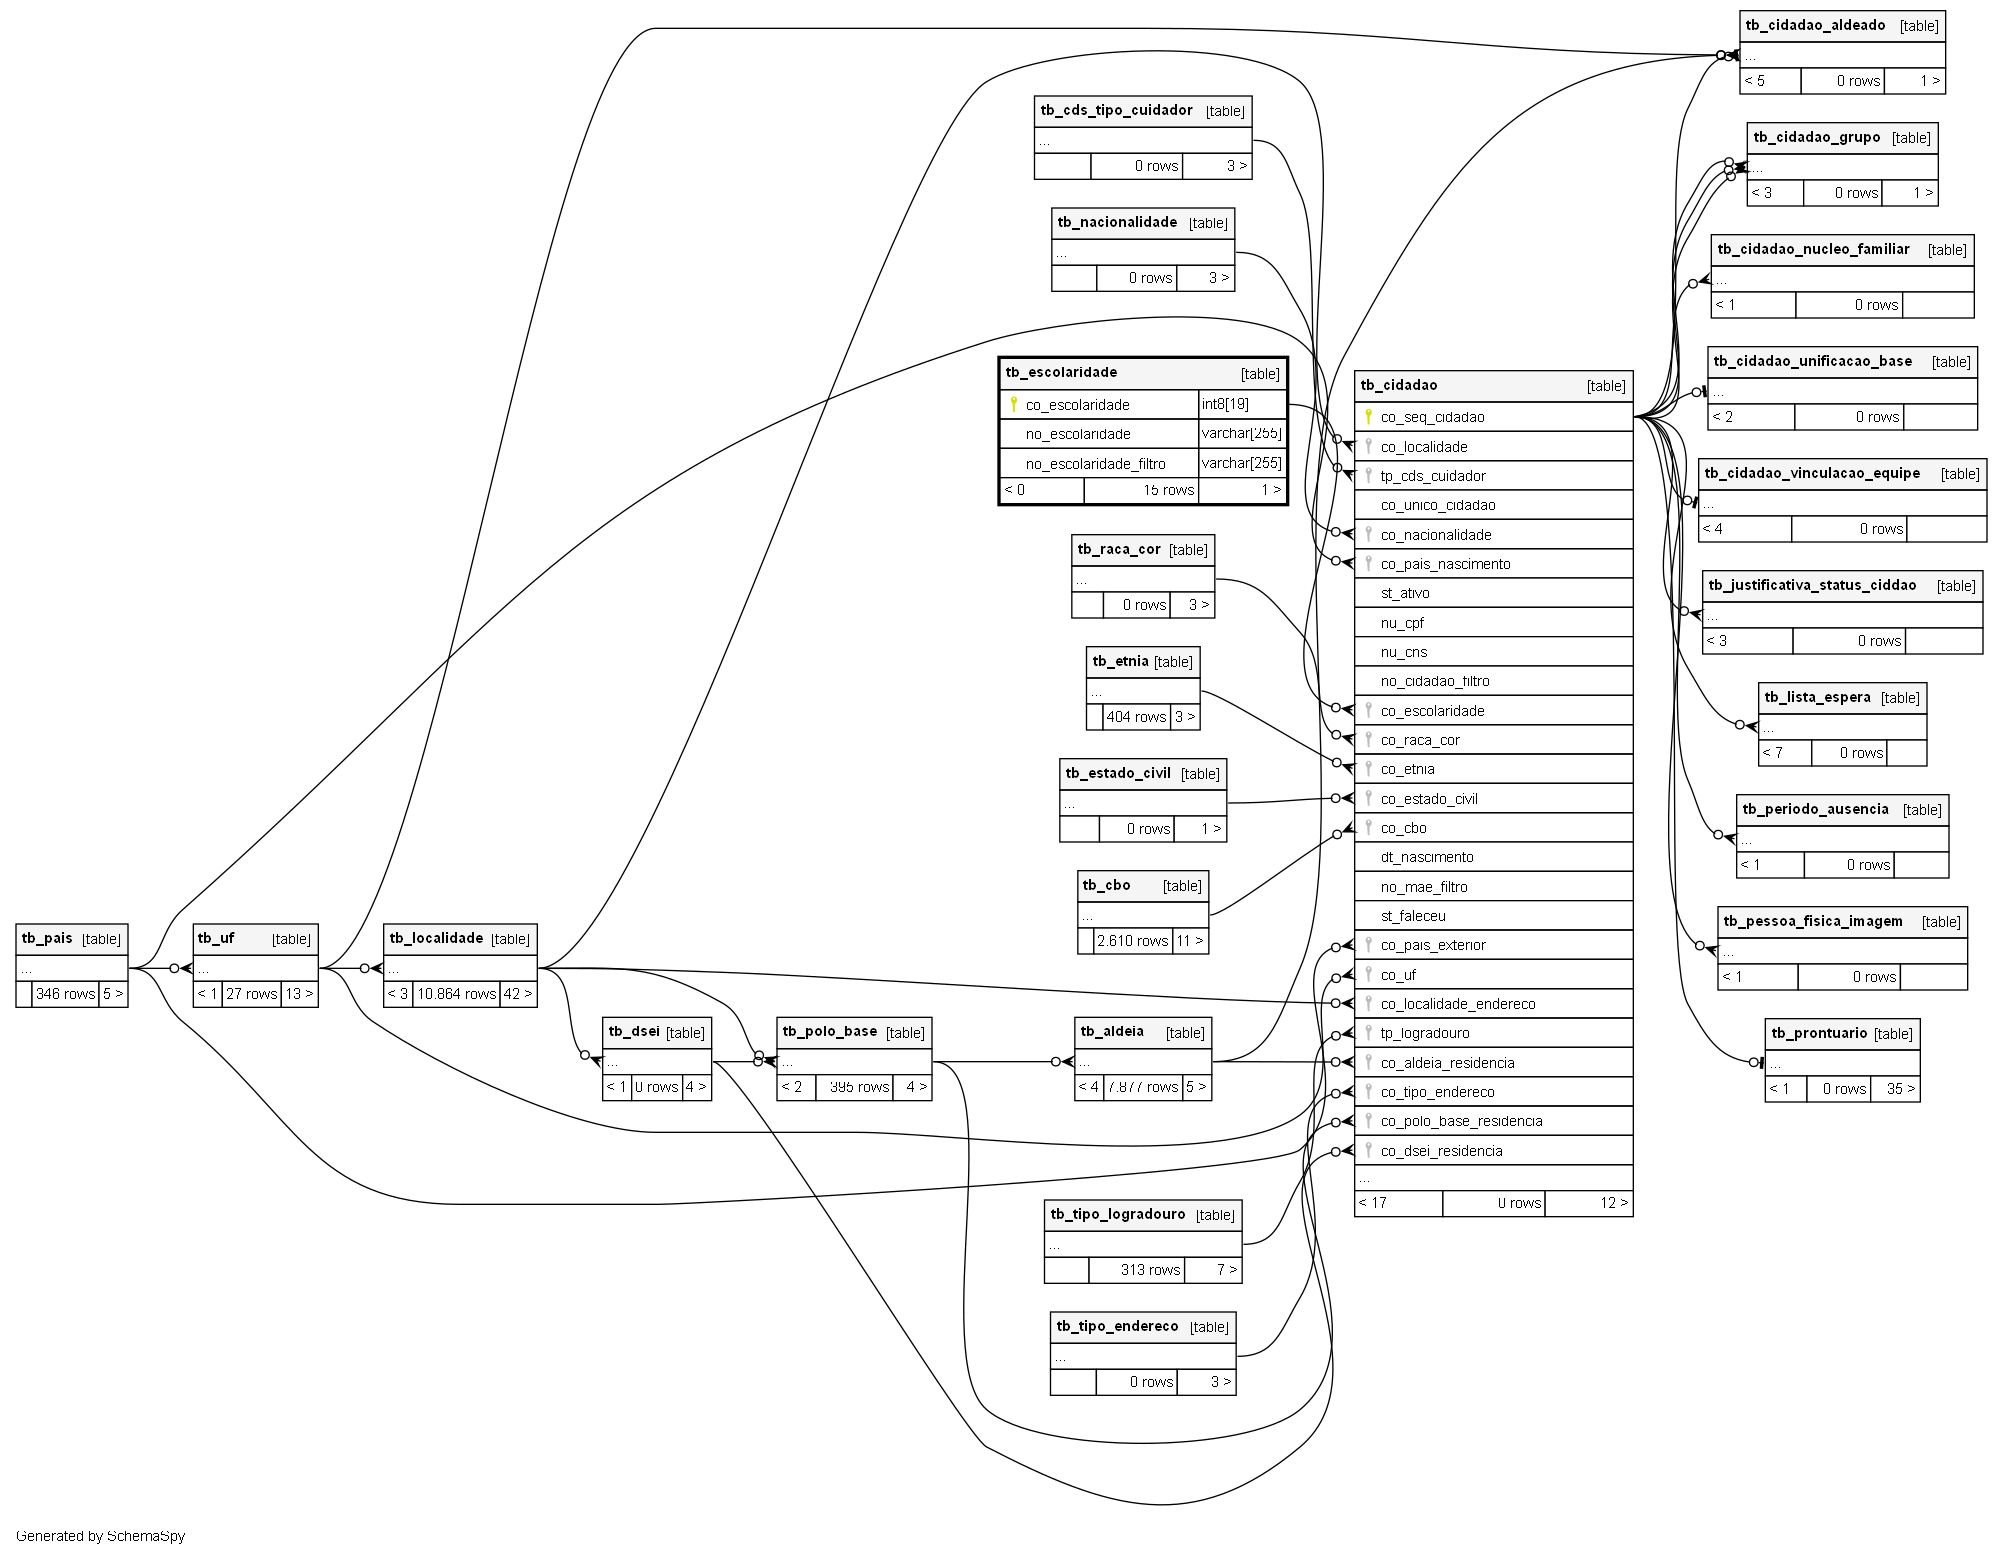 tb_cidadao_aldeado [table]
...
< 5 0 rows 1 >
tb_cds_tipo_cuidador [table]
...
0 rows 3 >
tb_cidadao_grupo [table]
...
< 3 0 rows 1 >
tb_nacionalidade [table]
...
0 rows 3 >
tb_cidadao_nucleo_familiar [table]
...
< 1 0 rows
tb_escolaridade [table]
co_escolaridade int8[19]
no_escolaridade varchar[255]
no_escolaridade_filtro varchar[255]
< 0 15 rows 1 >
tb_cidadao_unificacao_base [table]
...
< 2 0 rows
tb_cidadao [table]
co_seq_cidadao
co_localidade
tp_cds_cuidador
co_unico_cidadao
co_nacionalidade
co_pais_nascimento
st_ativo
nu_cpf
nu_cns
no_cidadao_filtro
co_escolaridade
co_raca_cor
co_etnia
co_estado_civil
co_cbo
dt_nascimento
no_mae_filtro
st_faleceu
co_pais_exterior
co_uf
co_localidade_endereco
tp_logradouro
co_aldeia_residencia
co_tipo_endereco
co_polo_base_residencia
co_dsei_residencia
...
< 17 0 rows 12 >
tb_cidadao_vinculacao_equipe [table]
...
< 4 0 rows
tb_raca_cor [table]
...
0 rows 3 >
tb_justificativa_status_ciddao [table]
...
< 3 0 rows
tb_etnia [table]
...
404 rows 3 >
tb_lista_espera [table]
...
< 7 0 rows
tb_estado_civil [table]
...
0 rows 1 >
tb_periodo_ausencia [table]
...
< 1 0 rows
tb_cbo [table]
...
2.610 rows 11 >
tb_pessoa_fisica_imagem [table]
...
< 1 0 rows
tb_pais [table]
...
346 rows 5 >
tb_uf [table]
...
< 1 27 rows 13 >
tb_localidade [table]
...
< 3 10.864 rows 42 >
tb_dsei [table]
...
< 1 0 rows 4 >
tb_polo_base [table]
...
< 2 395 rows 4 >
tb_aldeia [table]
...
< 4 7.877 rows 5 >
tb_prontuario [table]
...
< 1 0 rows 35 >
tb_tipo_logradouro [table]
...
313 rows 7 >
tb_tipo_endereco [table]
...
0 rows 3 >
Generated by SchemaSpy